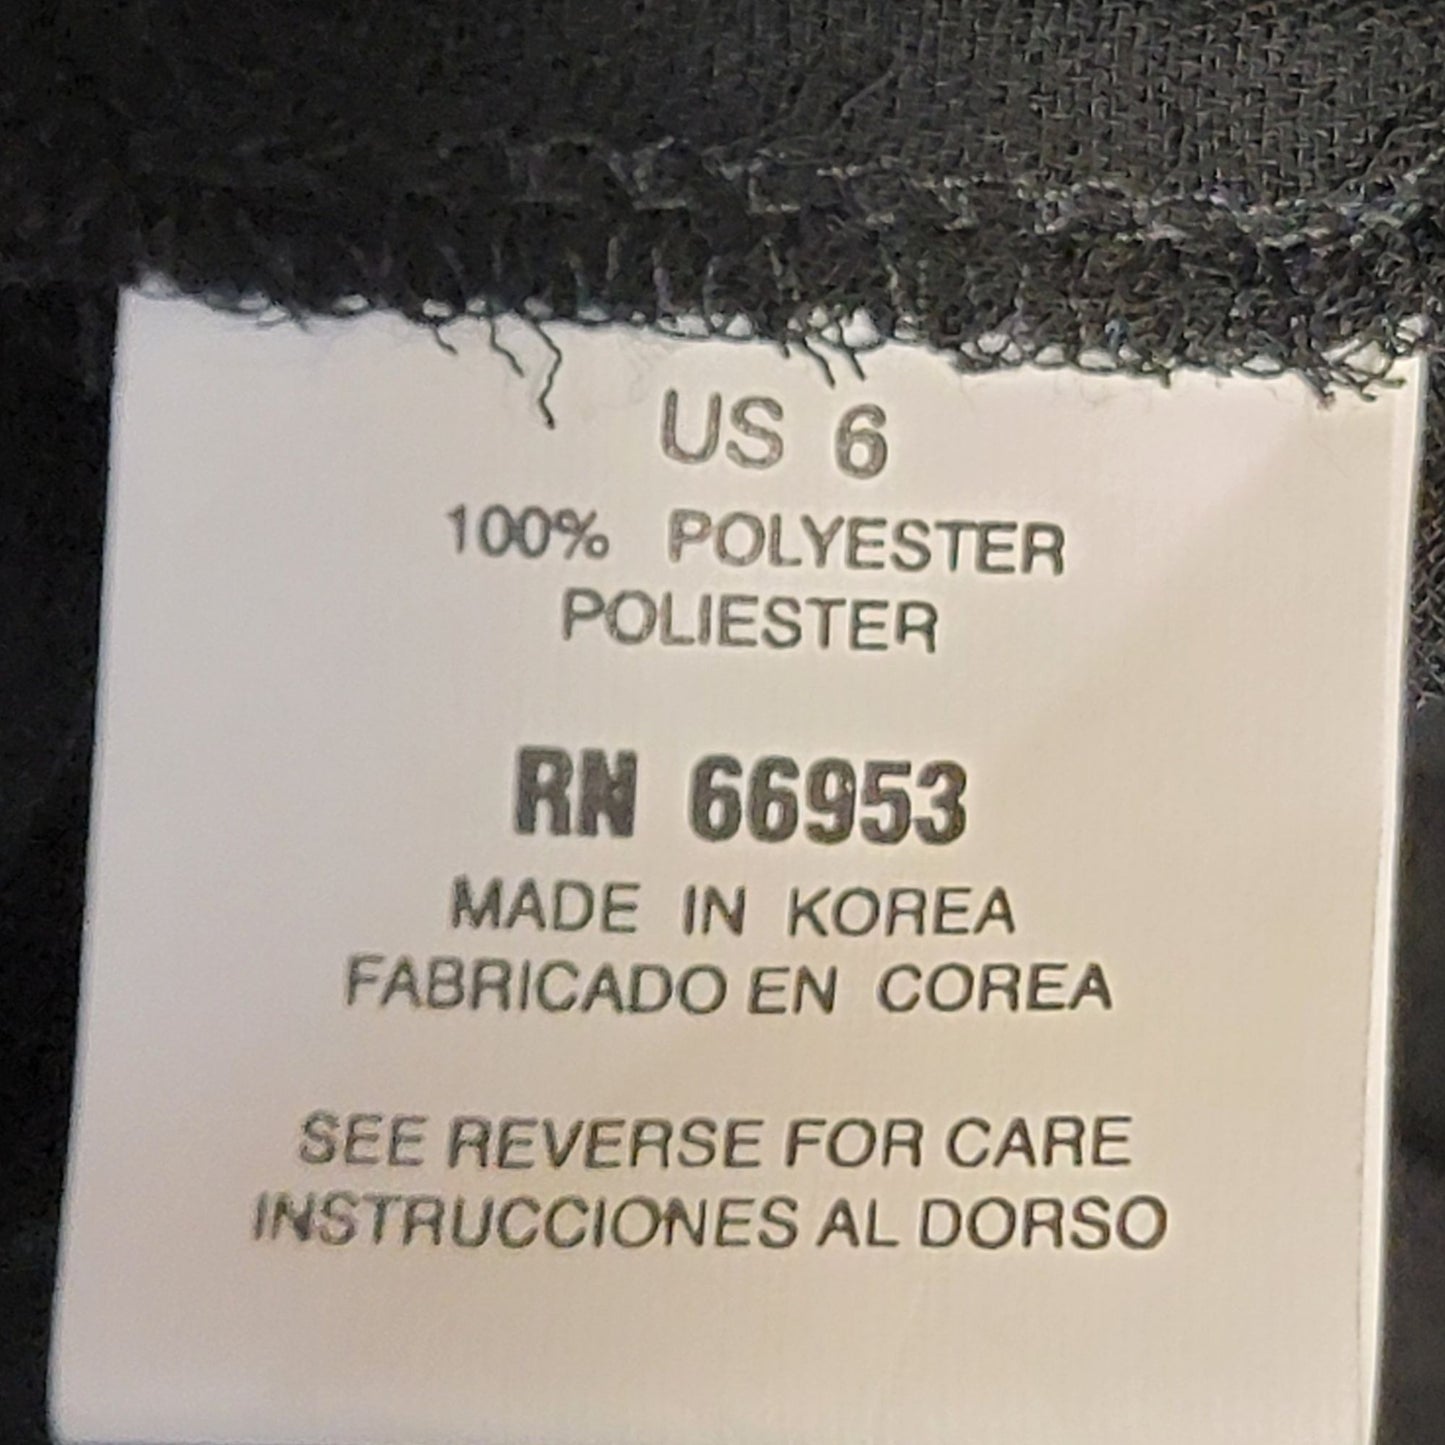 US 6
100% POLYESTER
POLIESTER
RN 66953
MADE IN KOREA
FABRICADO EN COREA
SEE REVERSE FOR CARE
INSTRUCCIONES AL DORSO